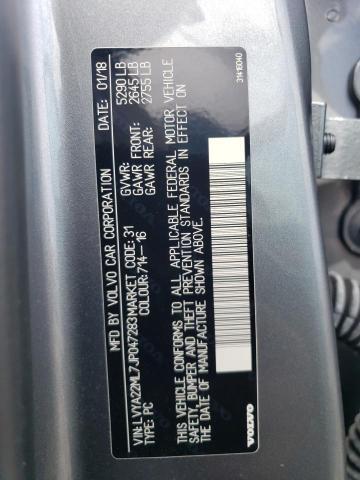 MFD BY VOLVO CAR CORPORATION DATE: 01/18
GVWR: 5290 LB
GAWR FRONT: 2645 LB
GAWR REAR: 2755 LB
VIN: LVYA22ML7JP047283 MARKET CODE: 31
TYPE: PC COLOUR: 714-16
THIS VEHICLE CONFORMS TO ALL APPLICABLE FEDERAL MOTOR VEHICLE
SAFETY, BUMPER, AND THEFT PREVENTION STANDARDS IN EFFECT ON
THE DATE OF MANUFACTURE SHOWN ABOVE.
VOLVO
31416040